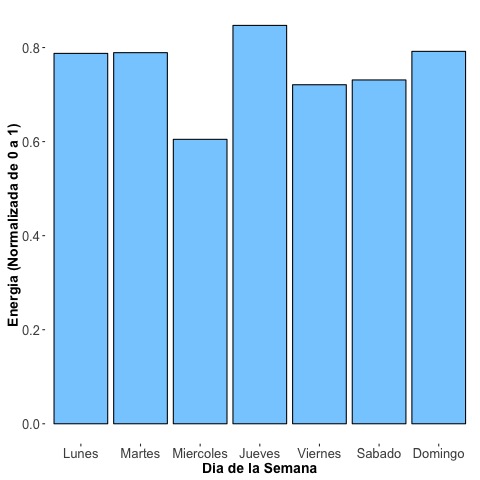 Energia (Normalizada de 0 a 1)
0.8
0.6
0.4
0.2
0.0
Lunes Martes Miercoles Jueves Viernes Sabado Domingo
Dia de la Semana